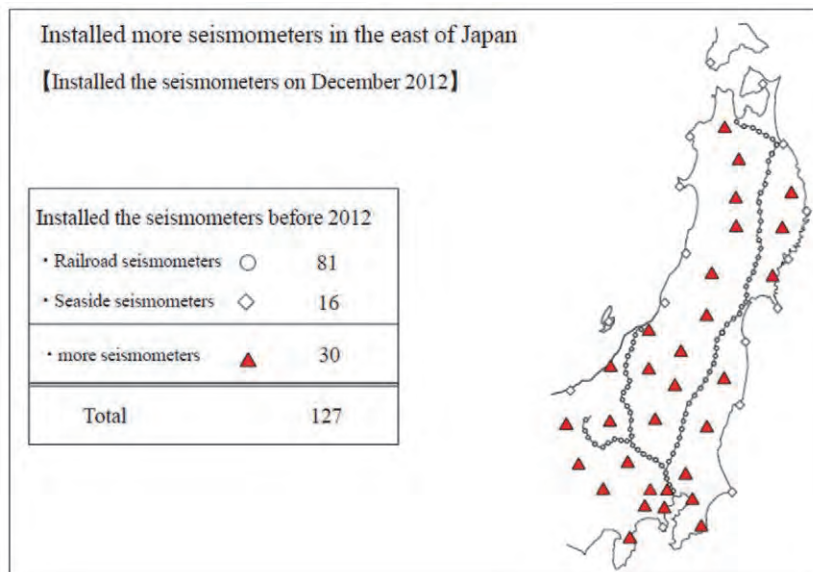 Installed more seismometers in the east of Japan
【Installed the seismometers on December 2012】
Installed the seismometers before 2012
・Railroad seismometers ○ 81
・Seaside seismometers ◇ 16
・more seismometers ▲ 30
Total 127